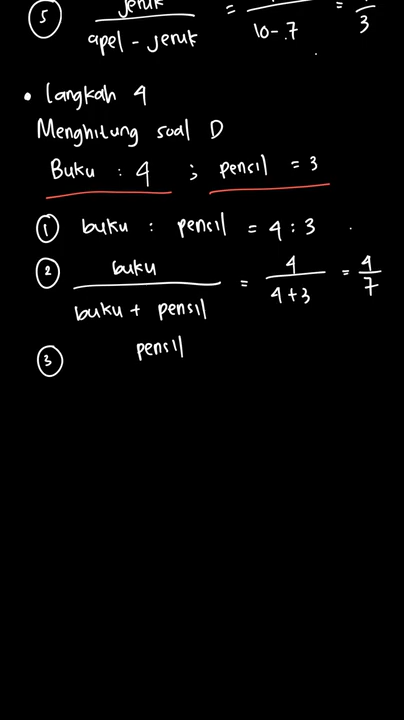 5 jeruk / apel - jeruk = / 10 - 7 = / 3
• Langkah 4
Menghitung soal D
Buku : 4 ; pensil = 3
1 buku : pensil = 4 : 3
2 buku / buku + pensil = 4 / 4+3 = 4 / 7
3 pensil